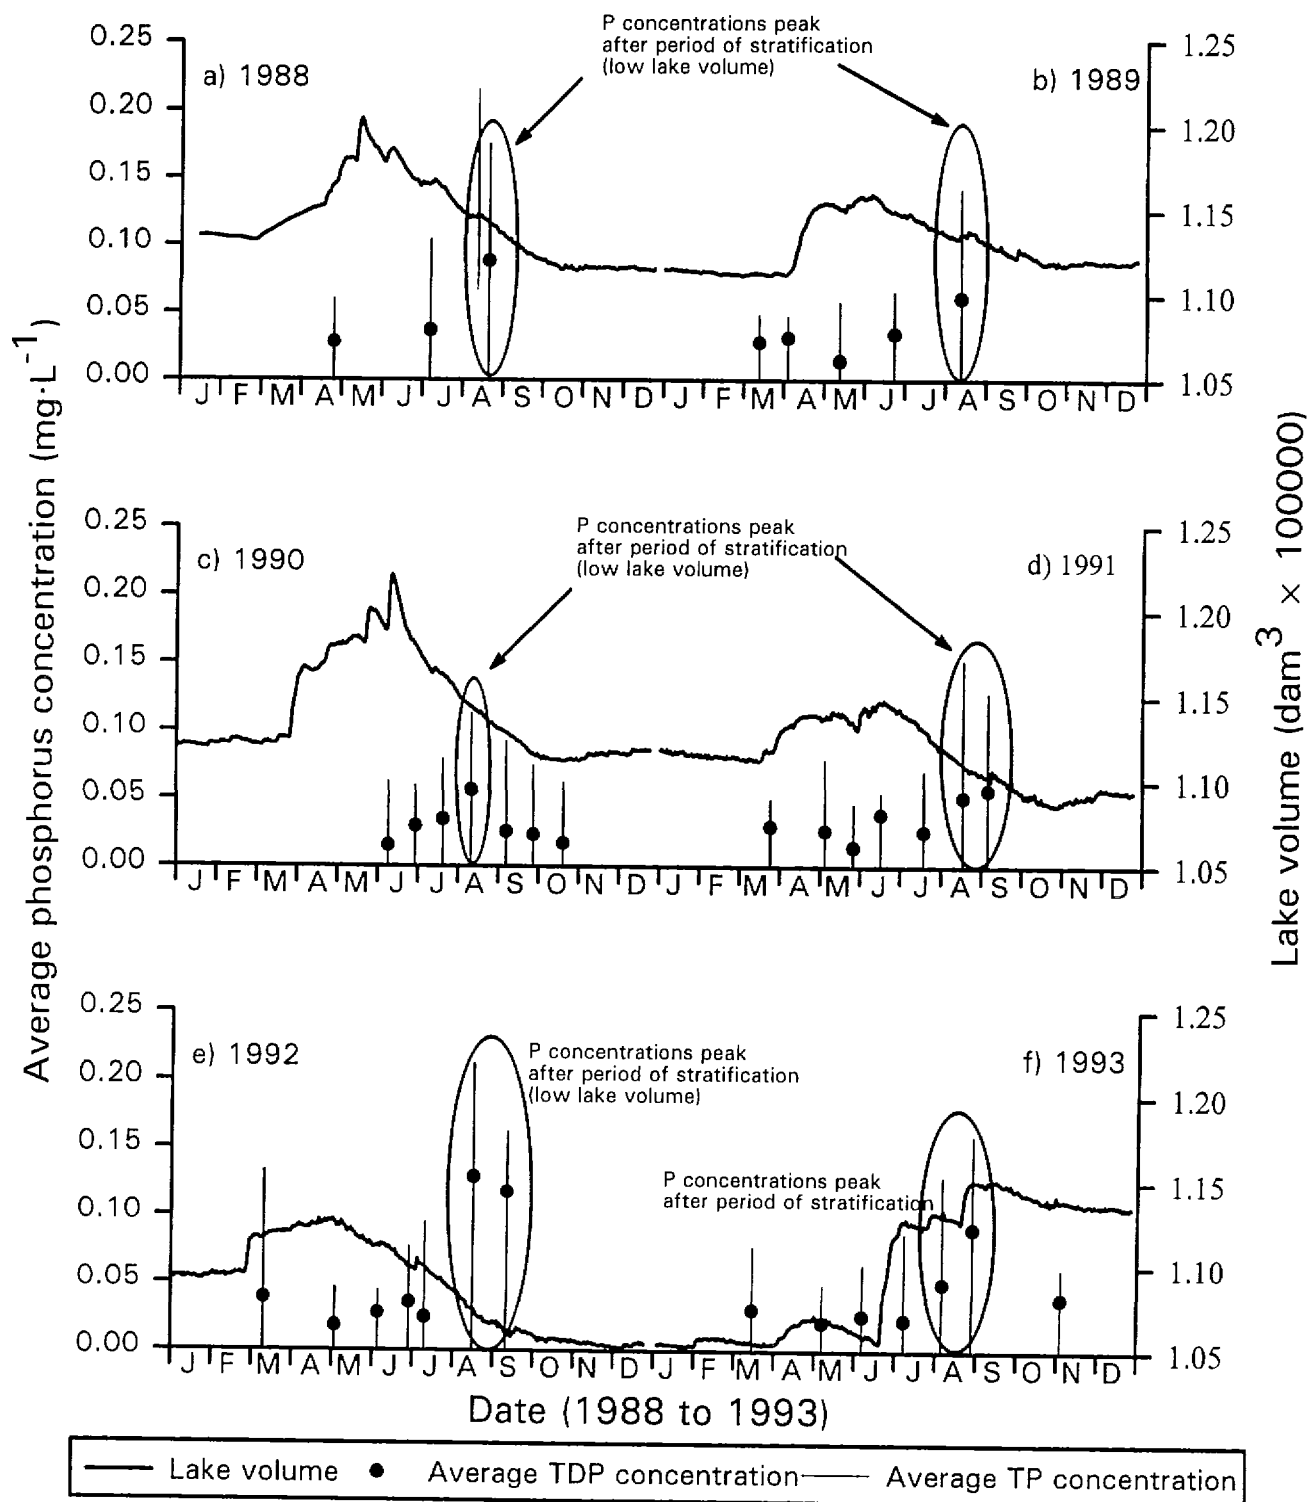 P concentrations peak
after period of stratification
(low lake volume)
a) 1988
b) 1989
0.25
0.20
0.15
0.10
0.05
0.00
1.25
1.20
1.15
1.10
1.05
J F M A M J J A S O N D J F M A M J J A S O N D
P concentrations peak
after period of stratification
(low lake volume)
c) 1990
d) 1991
0.25
0.20
0.15
0.10
0.05
0.00
1.25
1.20
1.15
1.10
1.05
J F M A M J J A S O N D J F M A M J J A S O N D
P concentrations peak
after period of stratification
(low lake volume)
e) 1992
f) 1993
P concentrations peak
after period of stratification
0.25
0.20
0.15
0.10
0.05
0.00
1.25
1.20
1.15
1.10
1.05
J F M A M J J A S O N D J F M A M J J A S O N D
Average phosphorus concentration (mg·L⁻¹)
Lake volume (dam³ × 100000)
Date (1988 to 1993)
Lake volume
Average TDP concentration
Average TP concentration